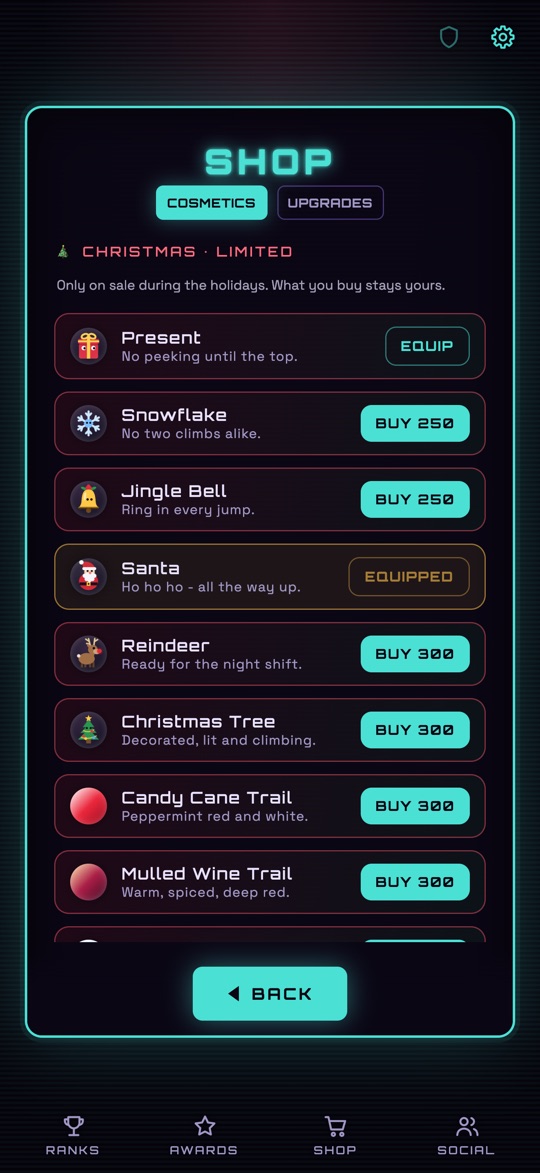 SHOP
COSMETICS
UPGRADES
CHRISTMAS · LIMITED
Only on sale during the holidays. What you buy stays yours.
Present
No peeking until the top.
EQUIP
Snowflake
No two climbs alike.
BUY 250
Jingle Bell
Ring in every jump.
BUY 250
Santa
Ho ho ho - all the way up.
EQUIPPED
Reindeer
Ready for the night shift.
BUY 300
Christmas Tree
Decorated, lit and climbing.
BUY 300
Candy Cane Trail
Peppermint red and white.
BUY 300
Mulled Wine Trail
Warm, spiced, deep red.
BUY 300
BACK
RANKS
AWARDS
SHOP
SOCIAL